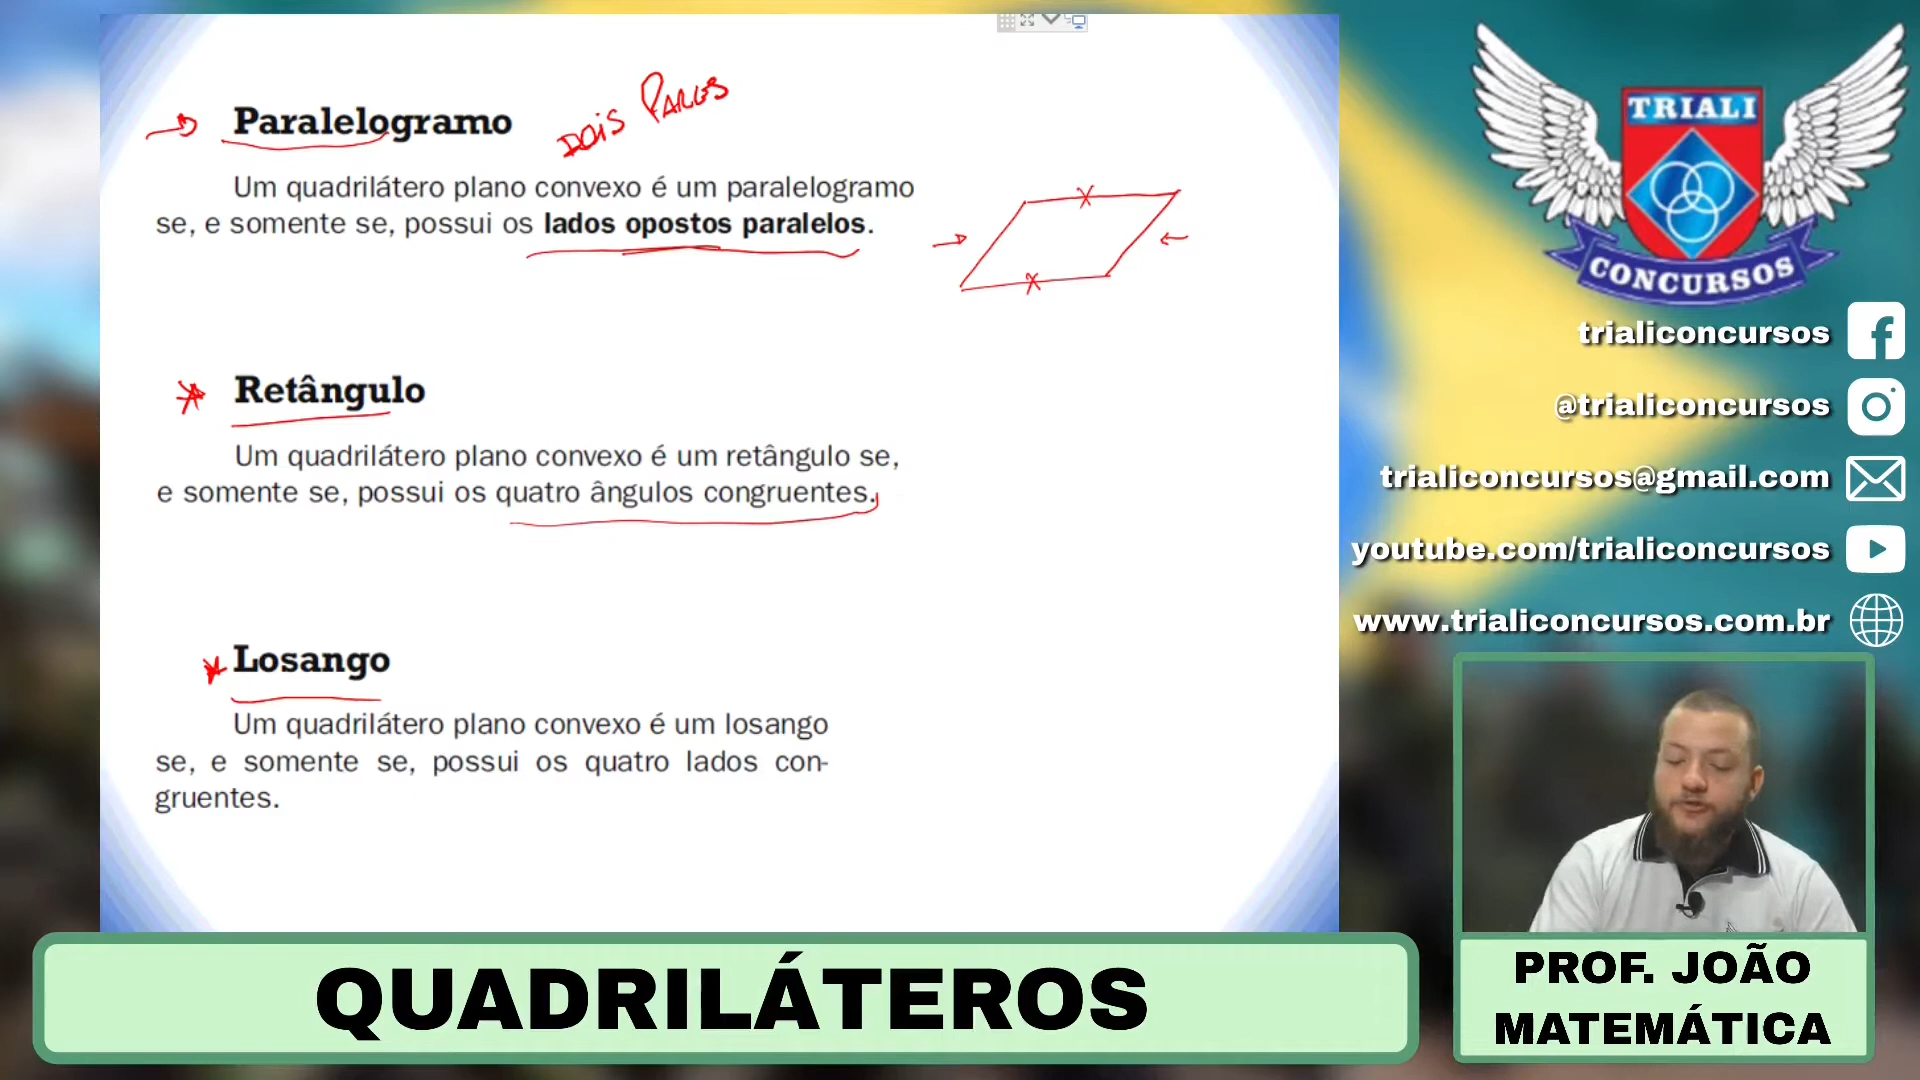 Paralelogramo
DOIS PARES
Um quadrilátero plano convexo é um paralelogramo
se, e somente se, possui os lados opostos paralelos.
Retângulo
Um quadrilátero plano convexo é um retângulo se,
e somente se, possui os quatro ângulos congruentes.
Losango
Um quadrilátero plano convexo é um losango
se, e somente se, possui os quatro lados con-
gruentes.
TRIALI
CONCURSOS
trialiconcursos
@trialiconcursos
trialiconcursos@gmail.com
youtube.com/trialiconcursos
www.trialiconcursos.com.br
QUADRILÁTEROS
PROF. JOÃO
MATEMÁTICA